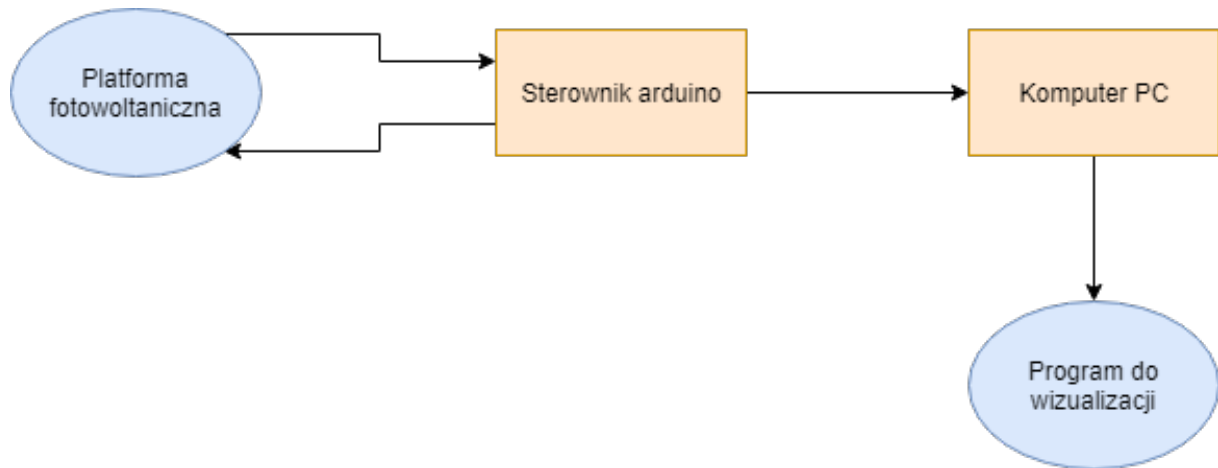 Platforma
fotowoltaniczna
Sterownik arduino
Komputer PC
Program do
wizualizacji